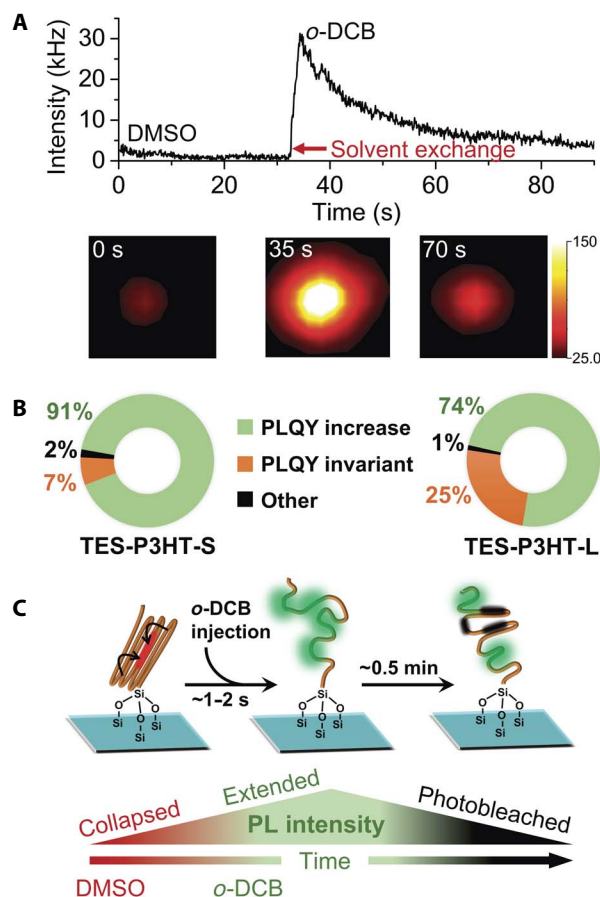 A
Intensity (kHz)
30
20
10
0
DMSO
o-DCB
Solvent exchange
0 20 40 60 80
Time (s)
0 s
35 s
70 s
150
25.0
B
91%
2%
7%
TES-P3HT-S
PLQY increase
PLQY invariant
Other
74%
1%
25%
TES-P3HT-L
C
o-DCB
injection
~1–2 s
~0.5 min
Si
O O
Si O Si
Si
Si
O O
Si O Si
Si
Si
O O
Si O Si
Si
Collapsed
Extended
PL intensity
Photobleached
Time
DMSO
o-DCB